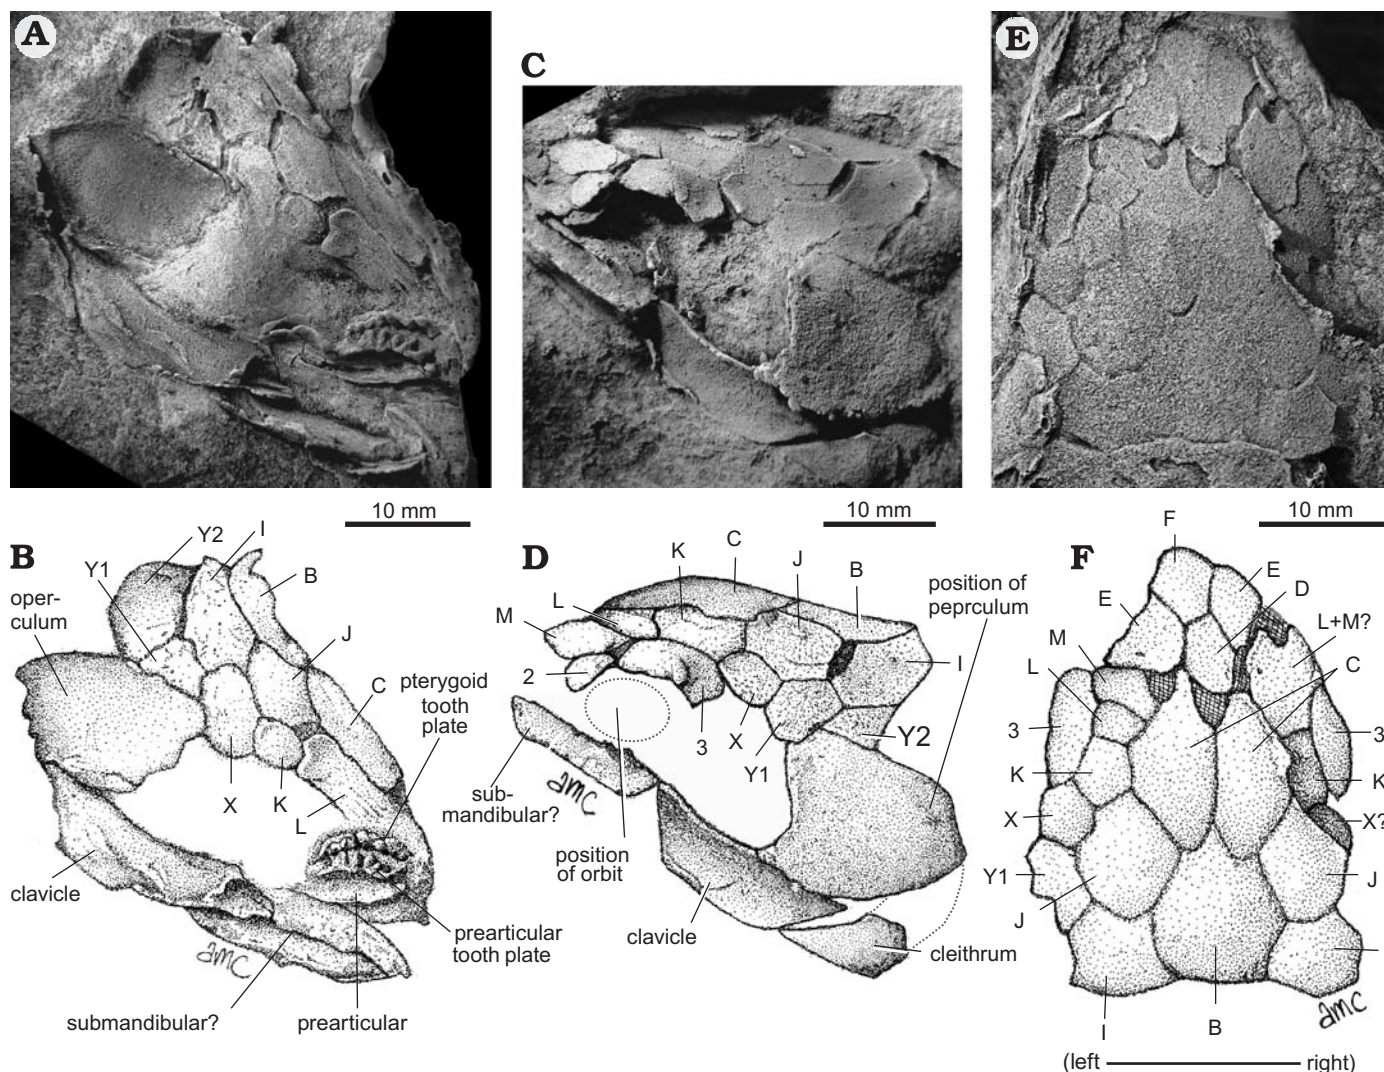 A
C
E
10 mm
10 mm
10 mm
B
Y2
I
Y1
B
oper-
culum
J
C
pterygoid
tooth
plate
X
K
L
clavicle
prearticular
tooth plate
amc
submandibular?
prearticular
D
C
K
J
B
position of
peprculum
L
M
I
2
3
X
Y1
Y2
sub-
mandibular?
amc
position
of orbit
clavicle
cleithrum
F
F
E
E
D
L+M?
M
C
L
3
3
K
K
X
X?
Y1
J
J
I
B
amc
(left
right)